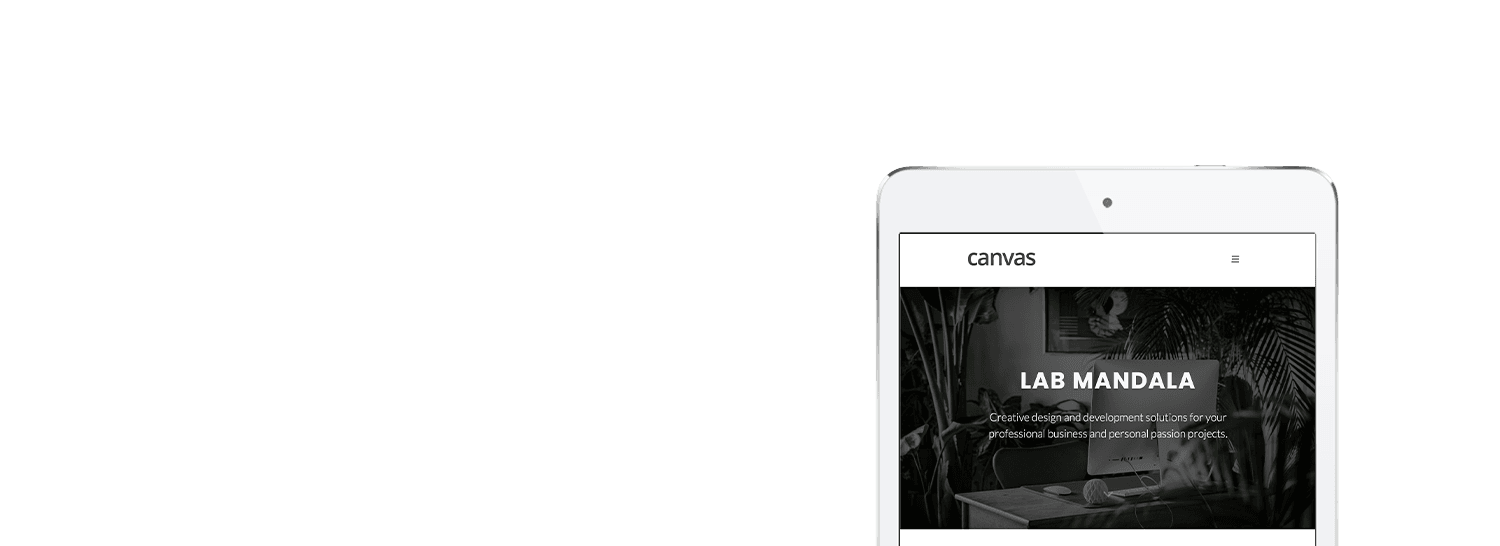 canvas
LAB MANDALA
Creative design and development solutions for your
professional business and personal passion projects.